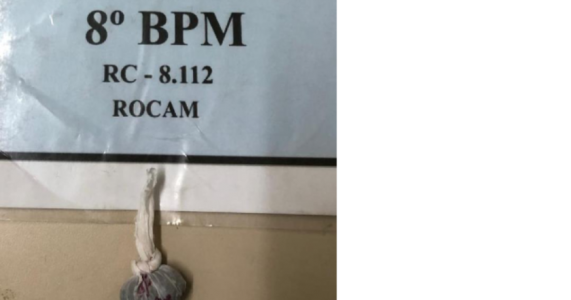 8º BPM
RC - 8.112
ROCAM